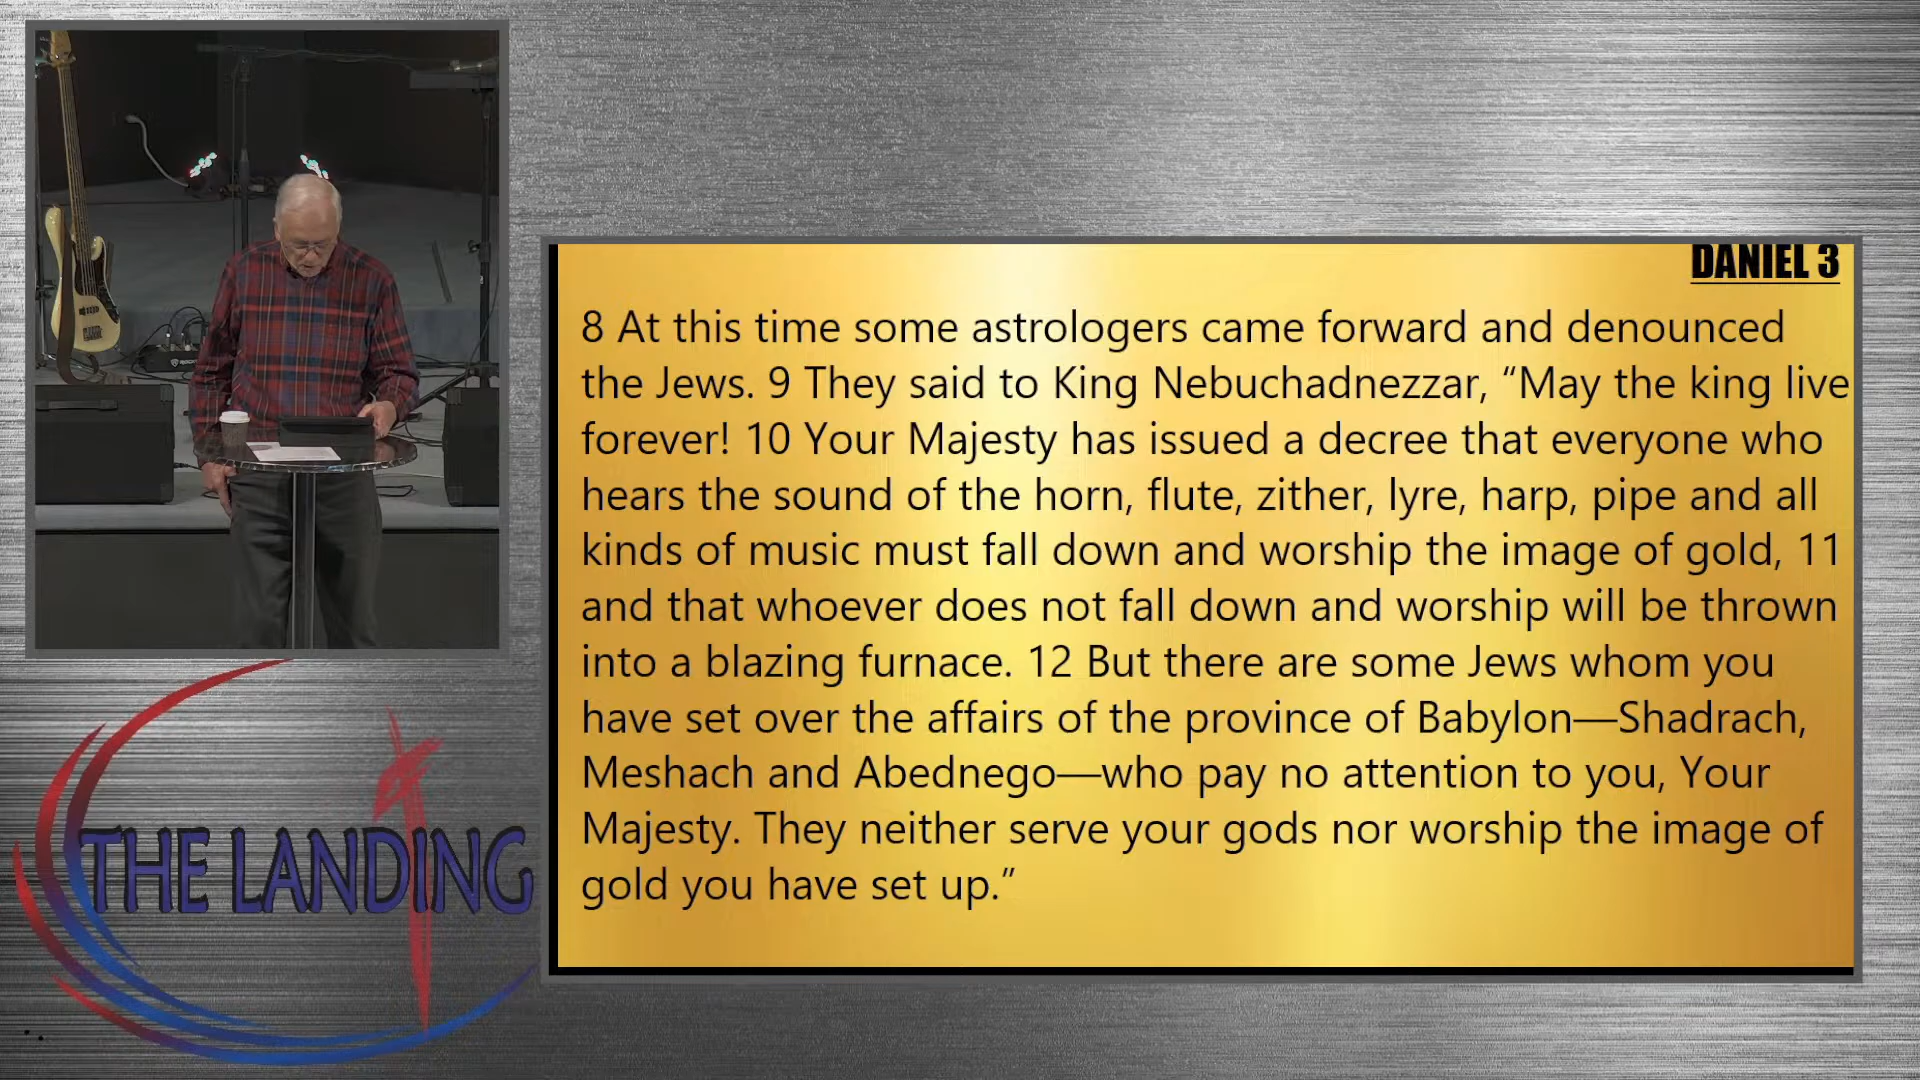 DANIEL 3
8 At this time some astrologers came forward and denounced
the Jews. 9 They said to King Nebuchadnezzar, “May the king live
forever! 10 Your Majesty has issued a decree that everyone who
hears the sound of the horn, flute, zither, lyre, harp, pipe and all
kinds of music must fall down and worship the image of gold, 11
and that whoever does not fall down and worship will be thrown
into a blazing furnace. 12 But there are some Jews whom you
have set over the affairs of the province of Babylon—Shadrach,
Meshach and Abednego—who pay no attention to you, Your
Majesty. They neither serve your gods nor worship the image of
gold you have set up.”
THE LANDING